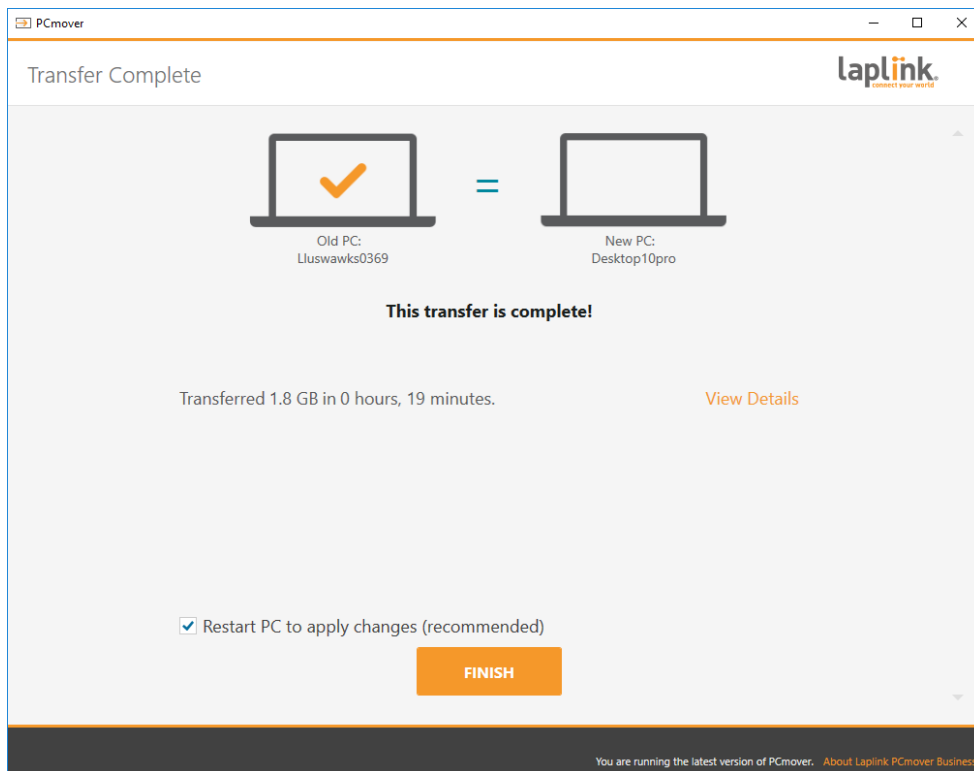 PCmover
Transfer Complete
laplink.
connect your world
=
Old PC:
Lluswawks0369
New PC:
Desktop10pro
This transfer is complete!
Transferred 1.8 GB in 0 hours, 19 minutes.
View Details
Restart PC to apply changes (recommended)
FINISH
You are running the latest version of PCmover. About Laplink PCmover Business